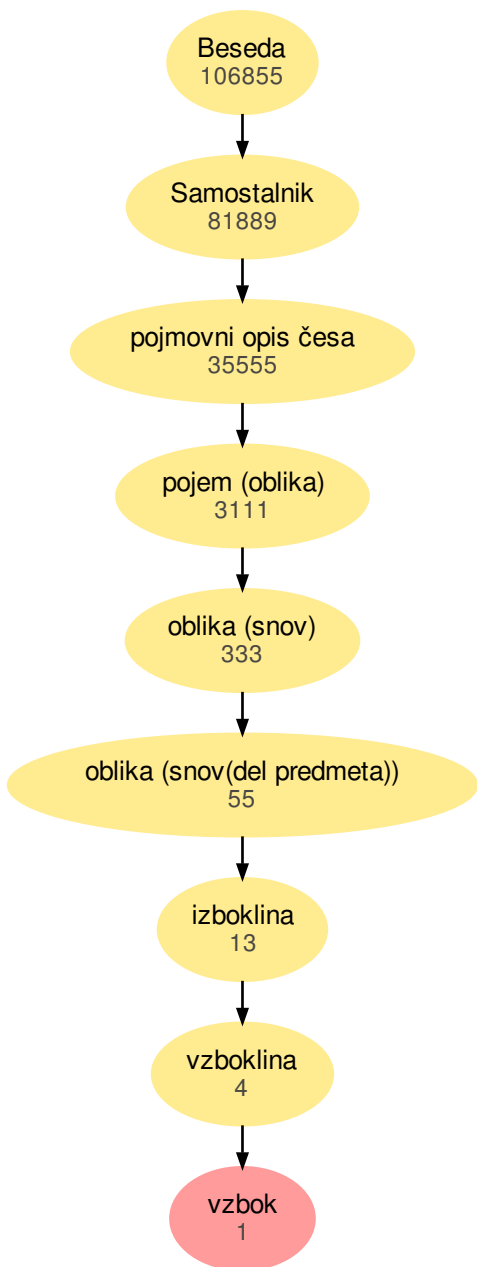 Beseda
106855
Samostalnik
81889
pojmovni opis česa
35555
pojem (oblika)
3111
oblika (snov)
333
oblika (snov(del predmeta))
55
izboklina
13
vzboklina
4
vzbok
1